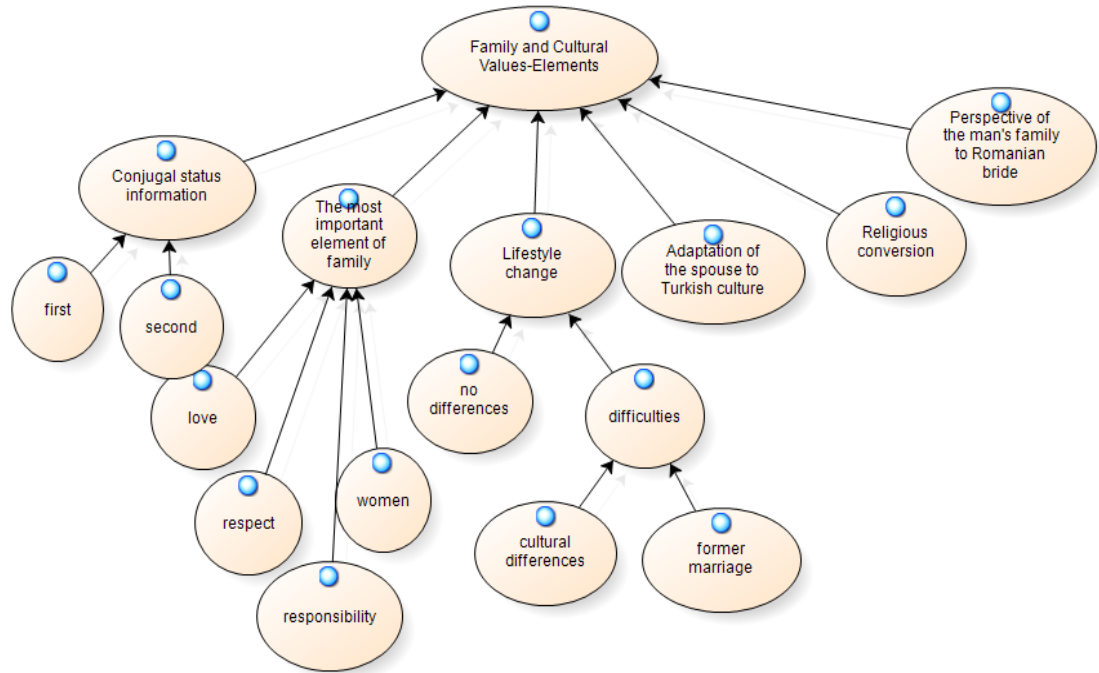 Family and Cultural
Values-Elements
Perspective of
the man's family
to Romanian
bride
Conjugal status
information
The most
important
element of
family
Lifestyle
change
Adaptation of
the spouse to
Turkish culture
Religious
conversion
first
second
love
no
differences
difficulties
respect
women
responsibility
cultural
differences
former
marriage